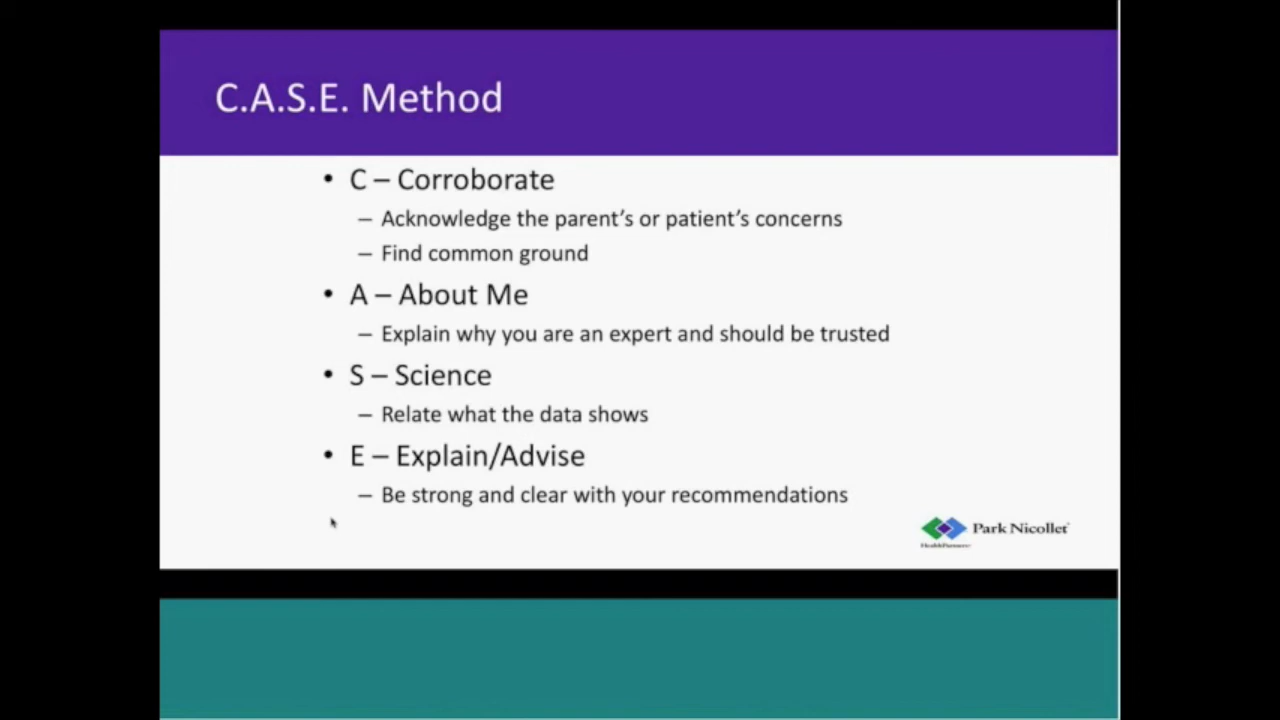 C.A.S.E. Method
• C – Corroborate
– Acknowledge the parent's or patient's concerns
– Find common ground
• A – About Me
– Explain why you are an expert and should be trusted
• S – Science
– Relate what the data shows
• E – Explain/Advise
– Be strong and clear with your recommendations
Park Nicollet
HealthPartners